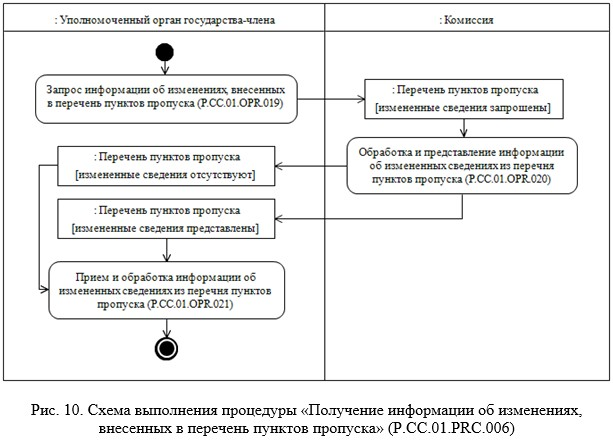 : Уполномоченный орган государства-члена
: Комиссия
Запрос информации об изменениях, внесенных
в перечень пунктов пропуска (P.CC.01.OPR.019)
: Перечень пунктов пропуска
[измененные сведения запрошены]
Обработка и представление информации
об измененных сведениях из перечня
пунктов пропуска (P.CC.01.OPR.020)
: Перечень пунктов пропуска
[измененные сведения отсутствуют]
: Перечень пунктов пропуска
[измененные сведения представлены]
Прием и обработка информации об
измененных сведениях из перечня пунктов
пропуска (P.CC.01.OPR.021)
Рис. 10. Схема выполнения процедуры «Получение информации об изменениях,
внесенных в перечень пунктов пропуска» (P.CC.01.PRC.006)